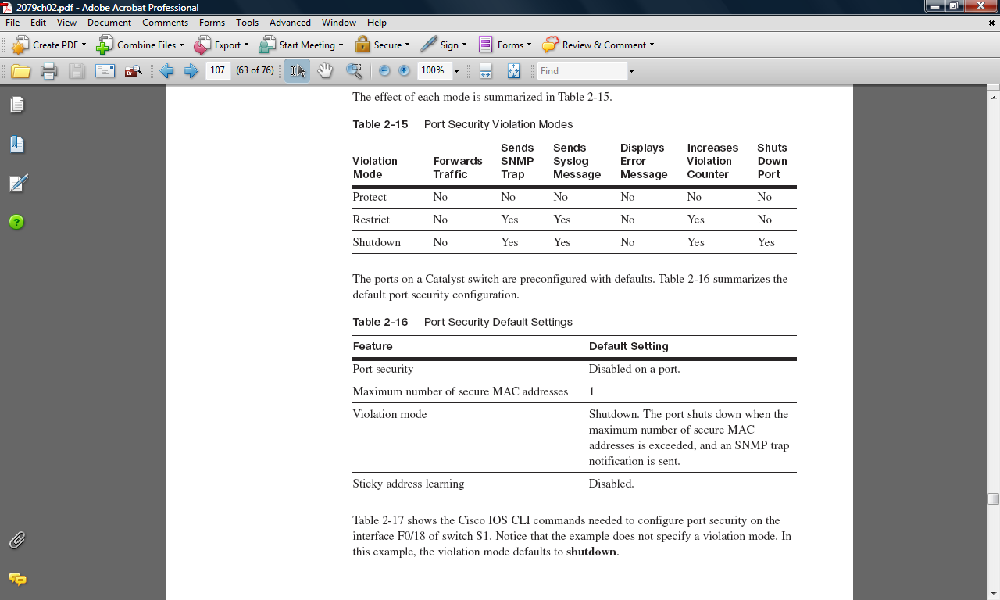 2079ch02.pdf - Adobe Acrobat Professional
File Edit View Document Comments Forms Tools Advanced Window Help
Create PDF Combine Files Export Start Meeting Secure Sign Forms Review & Comment
Br 107 (63 of 76) 100% Find
The effect of each mode is summarized in Table 2-15.
Table 2-15 Port Security Violation Modes
Sends Sends Displays Increases Shuts
Violation Forwards SNMP Syslog Error Violation Down
Mode Traffic Trap Message Message Counter Port
Protect No No No No No No
Restrict No Yes Yes No Yes No
Shutdown No Yes Yes No Yes Yes
The ports on a Catalyst switch are preconfigured with defaults. Table 2-16 summarizes the
default port security configuration.
Table 2-16 Port Security Default Settings
Feature Default Setting
Port security Disabled on a port.
Maximum number of secure MAC addresses 1
Violation mode Shutdown. The port shuts down when the
maximum number of secure MAC
addresses is exceeded, and an SNMP trap
notification is sent.
Sticky address learning Disabled.
Table 2-17 shows the Cisco IOS CLI commands needed to configure port security on the
interface F0/18 of switch S1. Notice that the example does not specify a violation mode. In
this example, the violation mode defaults to shutdown.